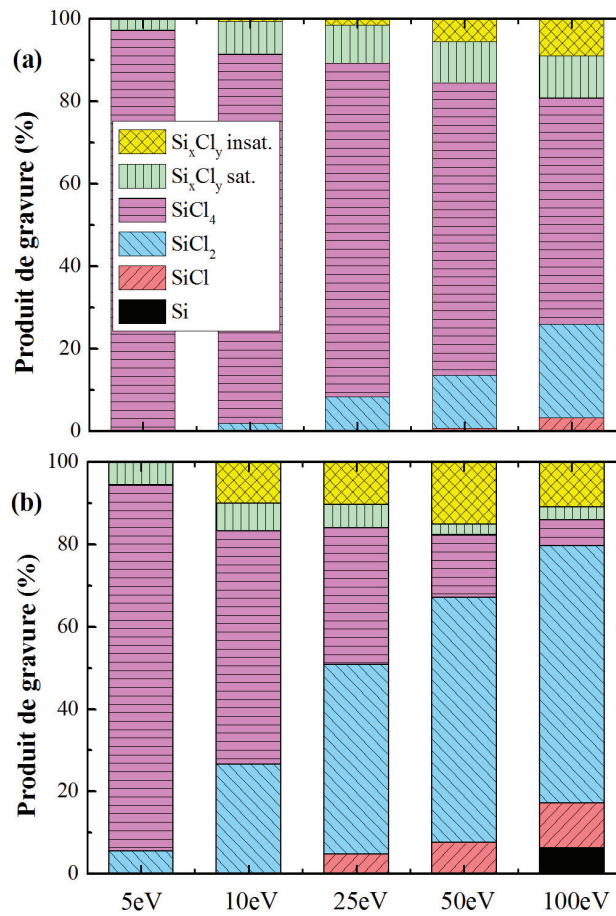 (a)
Produit de gravure (%)
100
80
60
40
20
0
SixCly insat.
SixCly sat.
SiCl4
SiCl2
SiCl
Si
(b)
Produit de gravure (%)
100
80
60
40
20
0
5eV 10eV 25eV 50eV 100eV